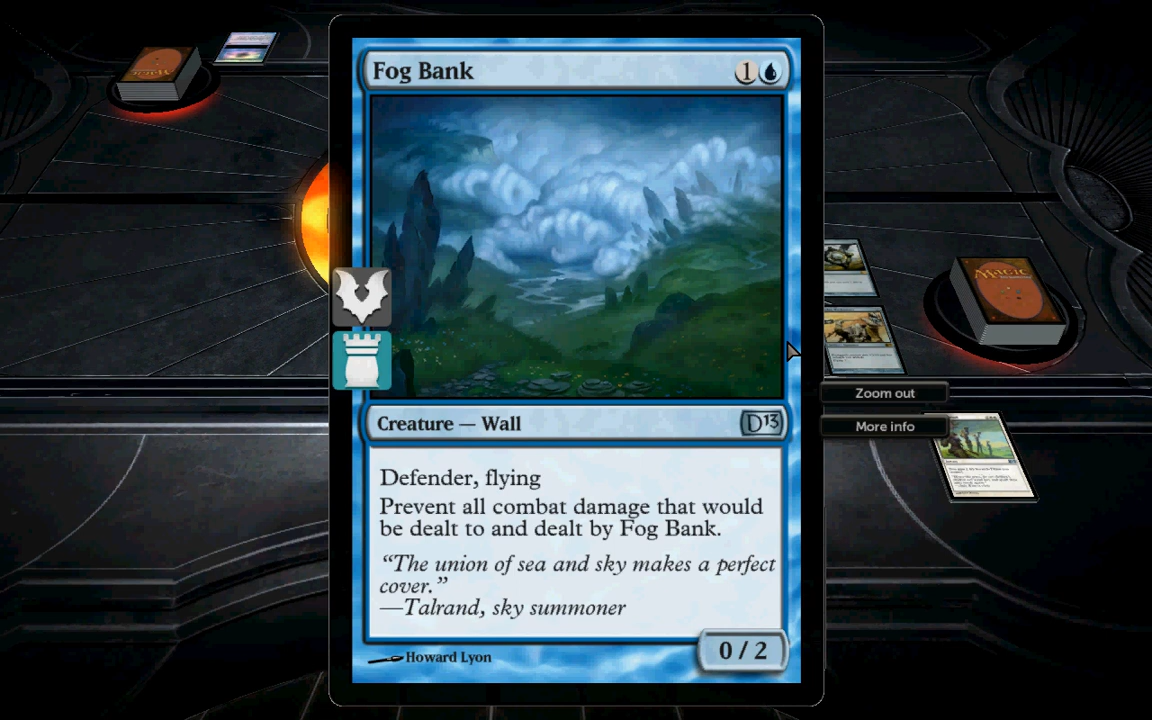 Fog Bank
1
Creature — Wall
D13
Defender, flying
Prevent all combat damage that would
be dealt to and dealt by Fog Bank.
“The union of sea and sky makes a perfect
cover.”
—Talrand, sky summoner
0 / 2
Howard Lyon
Zoom out
More info
Magic